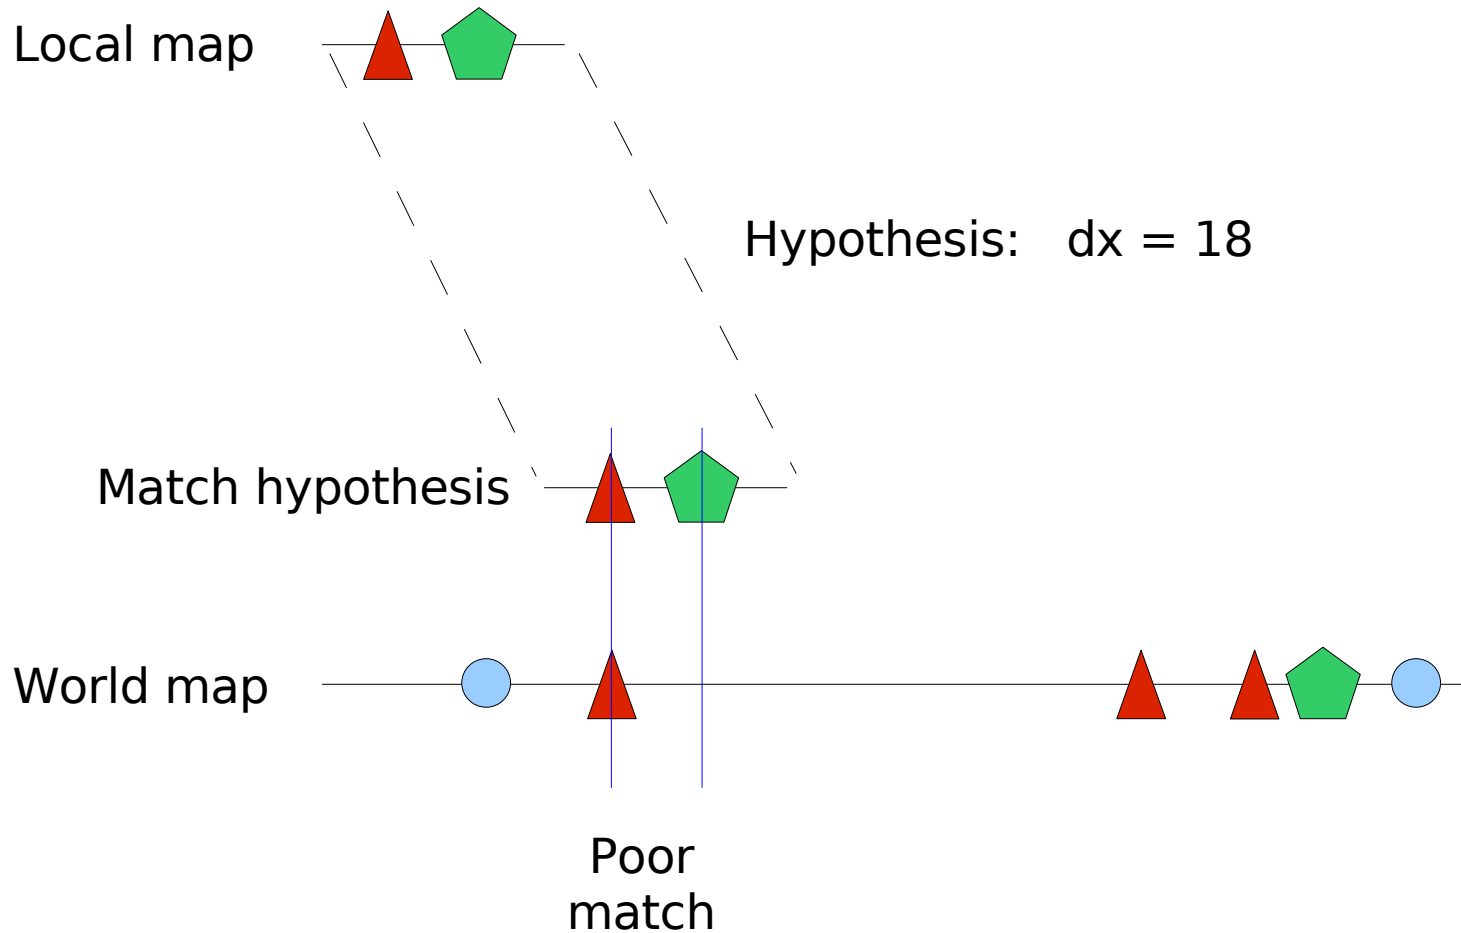 Local map
Hypothesis: dx = 18
Match hypothesis
World map
Poor
match